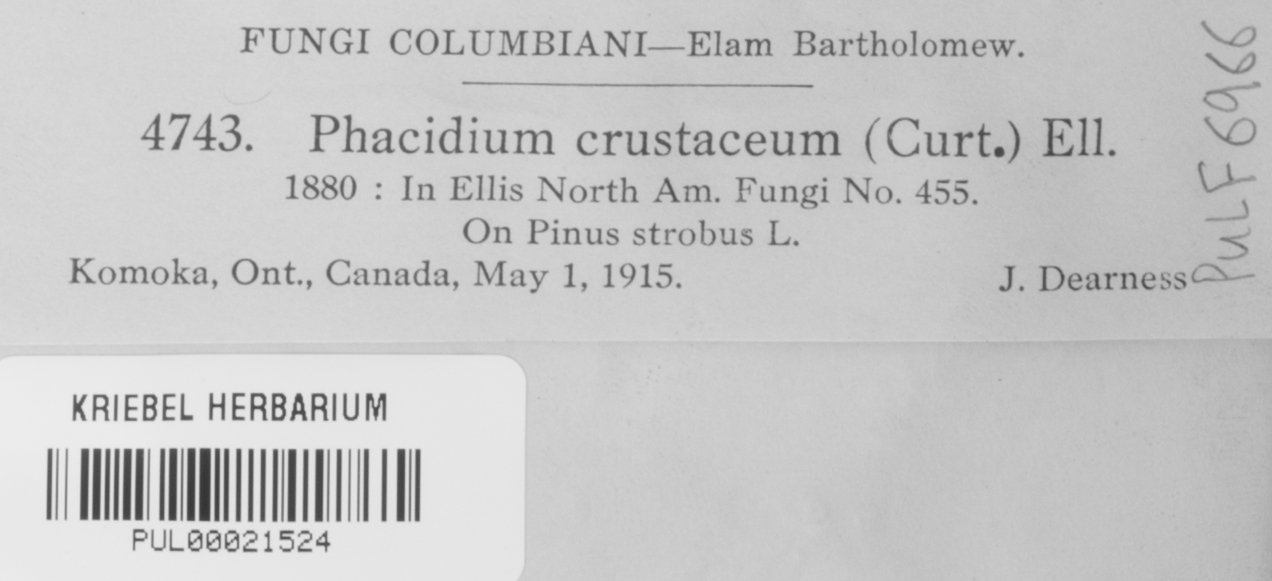 FUNGI COLUMBIANI—Elam Bartholomew.
4743. Phacidium crustaceum (Curt.) Ell.
1880 : In Ellis North Am. Fungi No. 455.
On Pinus strobus L.
Komoka, Ont., Canada, May 1, 1915. J. Dearness
PULF6966
KRIEBEL HERBARIUM
PUL00021524